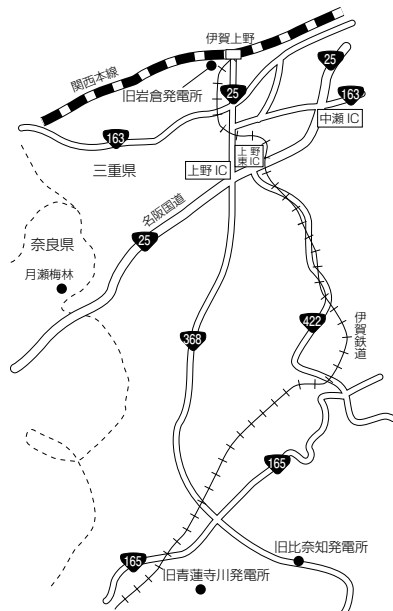 伊賀上野
関西本線
旧岩倉発電所
25
25
163
163
中瀬 IC
三重県
上野 IC
上野
東IC
名阪国道
奈良県
25
月瀬梅林
422
伊賀鉄道
368
165
165
旧比奈知発電所
旧青蓮寺川発電所